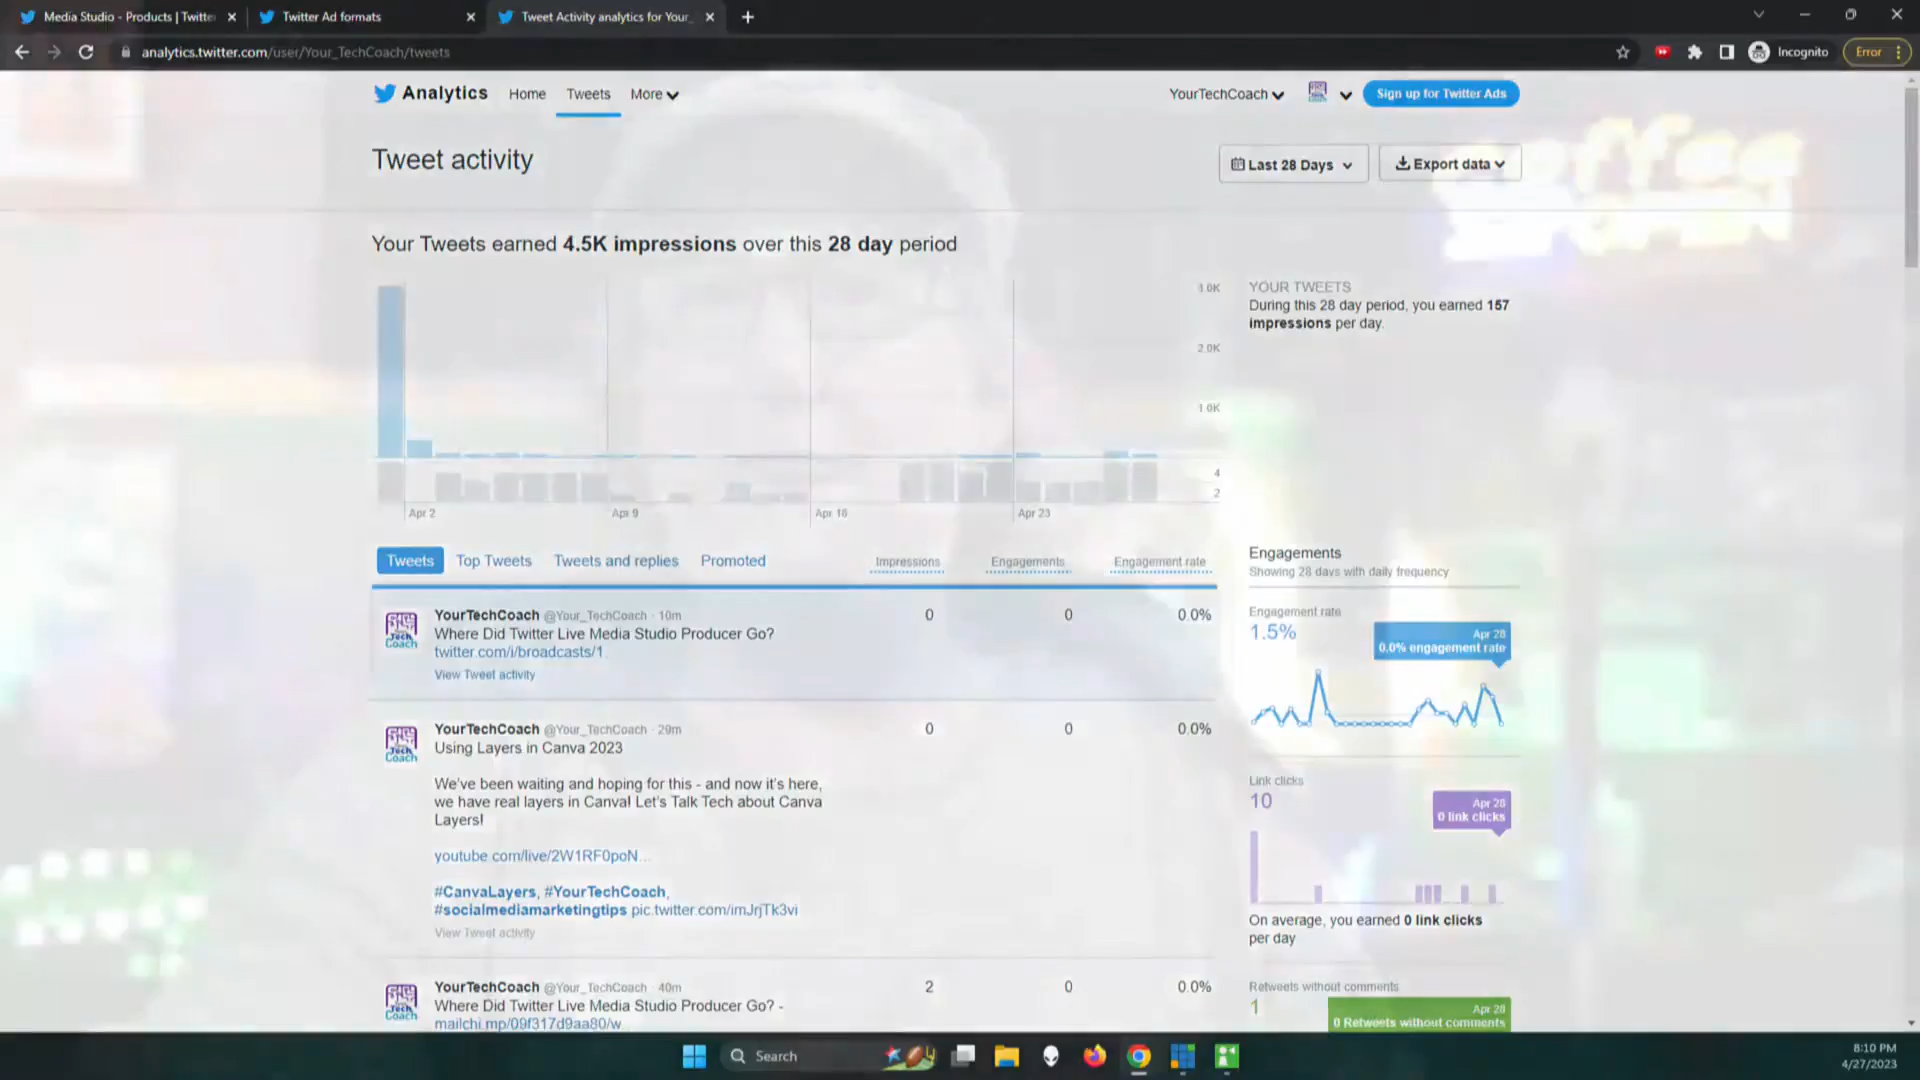 Media Studio - Products | Twitte
Twitter Ad formats
Tweet Activity analytics for Your_
analytics.twitter.com/user/Your_TechCoach/tweets
Incognito
Error
Analytics
Home
Tweets
More
YourTechCoach
Sign up for Twitter Ads
Tweet activity
Last 28 Days
Export data
Your Tweets earned 4.5K impressions over this 28 day period
3.0K
2.0K
1.0K
4
2
Apr 2
Apr 9
Apr 16
Apr 23
YOUR TWEETS
During this 28 day period, you earned 157
impressions per day.
Tweets
Top Tweets
Tweets and replies
Promoted
Impressions
Engagements
Engagement rate
YourTechCoach @Your_TechCoach · 10m
Where Did Twitter Live Media Studio Producer Go?
twitter.com/i/broadcasts/1
View Tweet activity
0
0
0.0%
YourTechCoach @Your_TechCoach · 29m
Using Layers in Canva 2023
We've been waiting and hoping for this - and now it's here,
we have real layers in Canva! Let's Talk Tech about Canva
Layers!
youtube.com/live/2W1RF0poN…
#CanvaLayers, #YourTechCoach,
#socialmediamarketingtips pic.twitter.com/imJrjTk3vi
View Tweet activity
0
0
0.0%
YourTechCoach @Your_TechCoach · 40m
Where Did Twitter Live Media Studio Producer Go? -
mailchi.mp/09f317d9aa80/w
2
0
0.0%
Engagements
Showing 28 days with daily frequency
Engagement rate
1.5%
Apr 28
0.0% engagement rate
Link clicks
10
Apr 28
0 link clicks
On average, you earned 0 link clicks
per day
Retweets without comments
1
Apr 28
0 Retweets without comments
Search
8:10 PM
4/27/2023